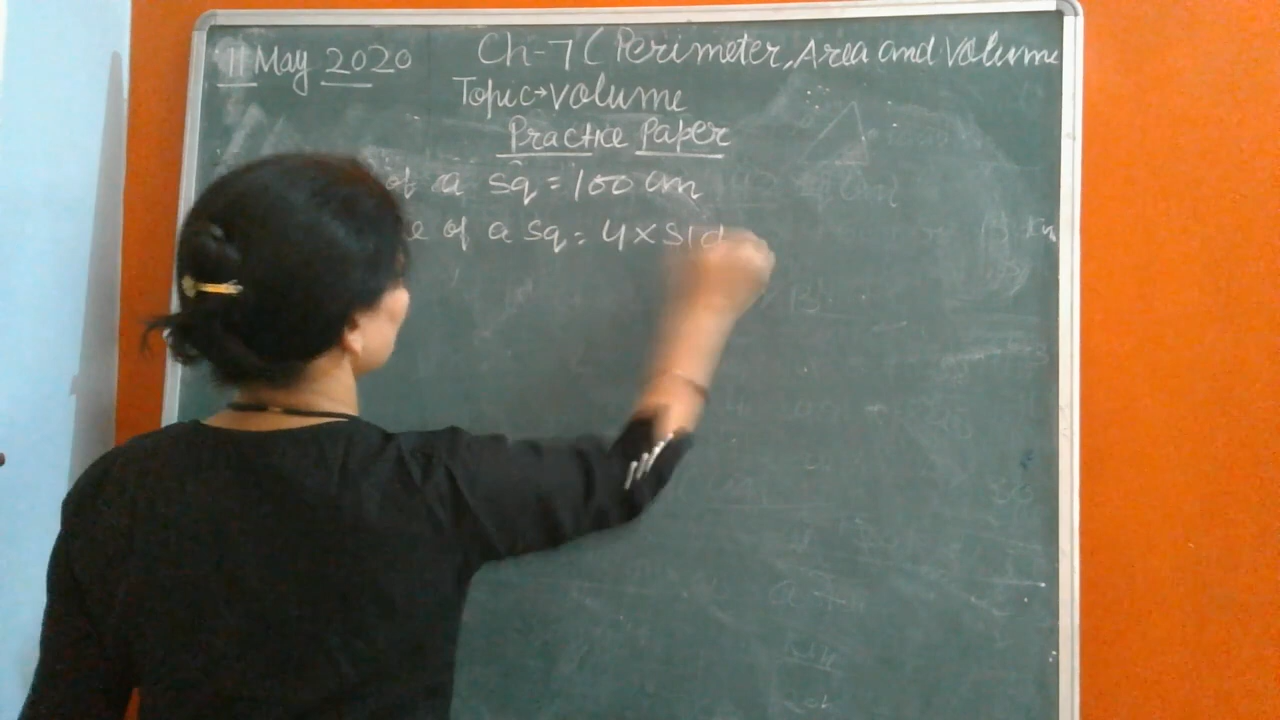 11 May 2020 Ch-7 (Perimeter, Area and Volume
Topic→Volume
Practice Paper
of a sq = 100 cm
of a sq = 4 x sid